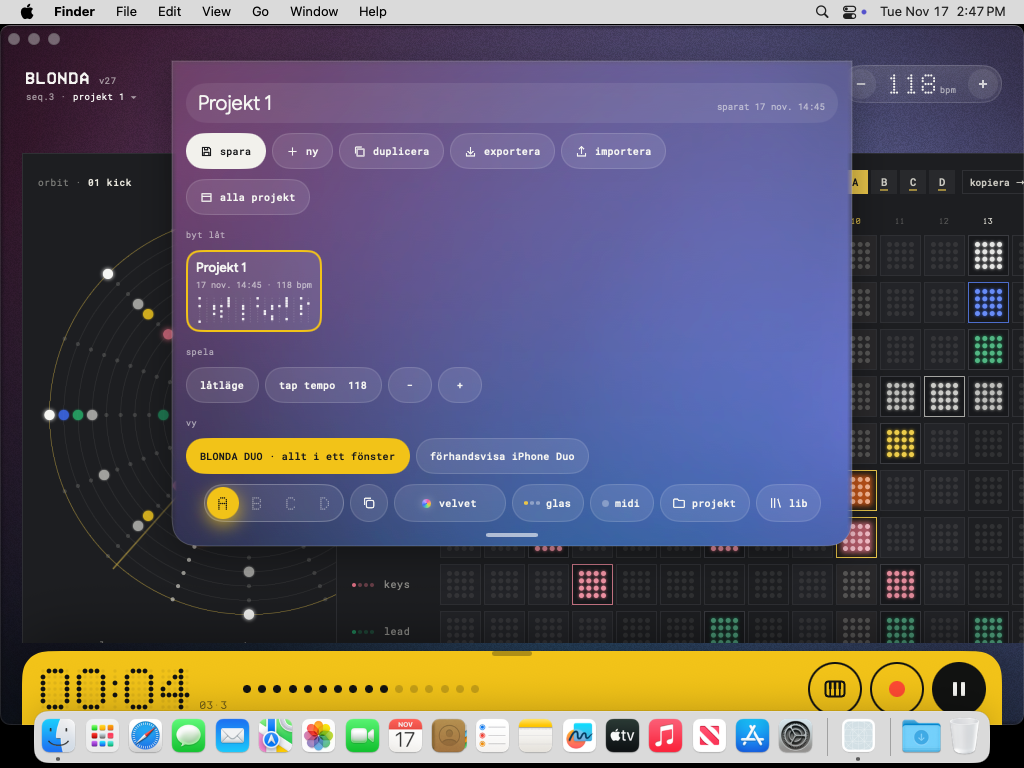 Finder File Edit View Go Window Help Tue Nov 17 2:47 PM
BLONDA v27
seq.3 · projekt 1
Projekt 1 sparat 17 nov. 14:45
− 118 bpm +
spara + ny duplicera exportera importera
alla projekt
orbit · 01 kick
A B C D kopiera →
10 11 12 13
byt låt
Projekt 1
17 nov. 14:45 · 118 bpm
spela
låtläge tap tempo 118 - +
vy
BLONDA DUO · allt i ett fönster förhandsvisa iPhone Duo
A B C D velvet glas midi projekt lib
keys
lead
00:04 03·3
NOV
17
tv